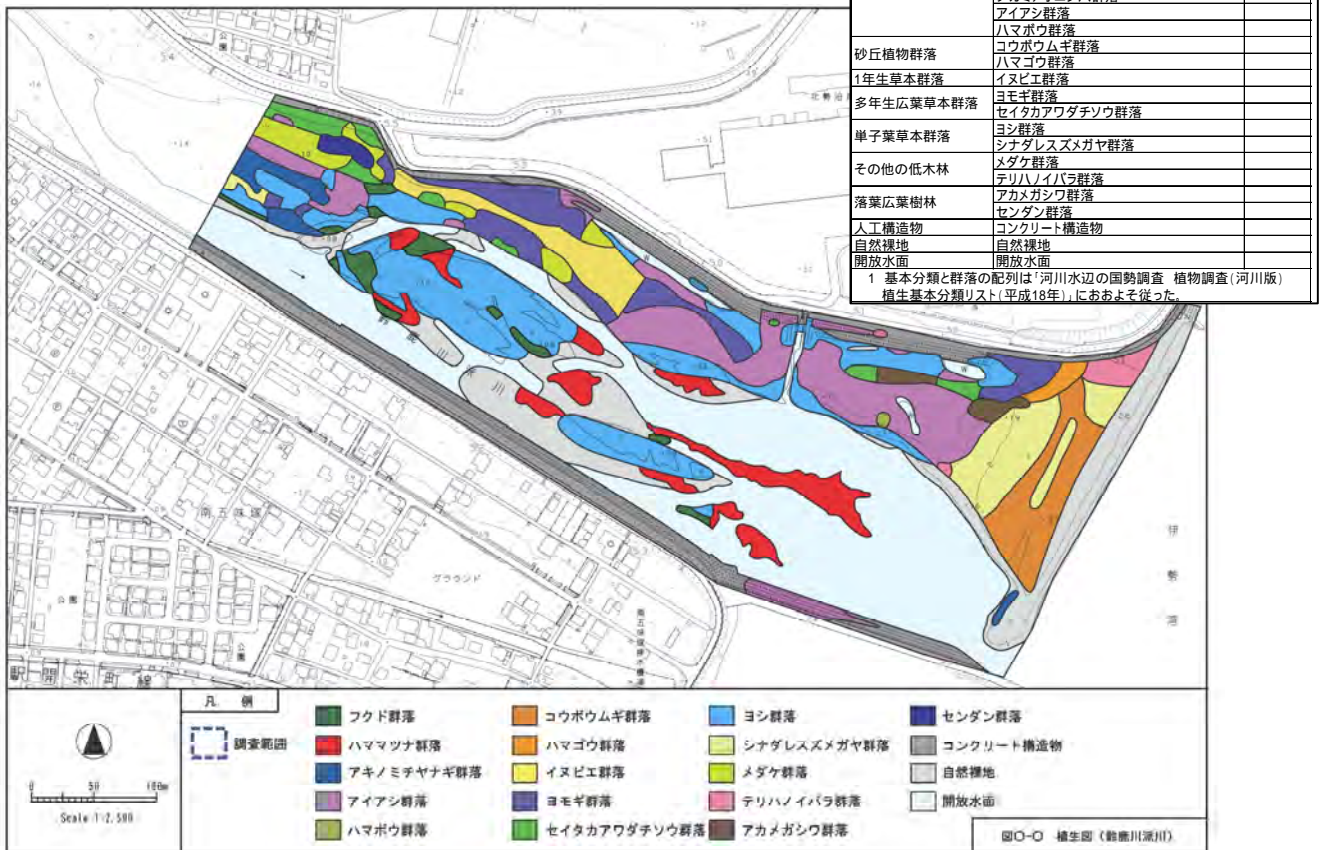 アイアシ群落
ハマボウ群落
砂丘植物群落
コウボウムギ群落
ハマゴウ群落
1年生草本群落
イヌビエ群落
多年生広葉草本群落
ヨモギ群落
セイタカアワダチソウ群落
単子葉草本群落
ヨシ群落
シナダレスズメガヤ群落
その他の低木林
メダケ群落
テリハノイバラ群落
落葉広葉樹林
アカメガシワ群落
センダン群落
人工構造物
コンクリート構造物
自然裸地
自然裸地
開放水面
開放水面
1 基本分類と群落の配列は「河川水辺の国勢調査 植物調査(河川版)
植生基本分類リスト(平成18年)」におおよそ従った。
公園
南五味塚
グラウンド
公園
公園
伊勢湾
凡 例
調査範囲
フクド群落
ハママツナ群落
アキノミチヤナギ群落
アイアシ群落
ハマボウ群落
コウボウムギ群落
ハマゴウ群落
イヌビエ群落
ヨモギ群落
セイタカアワダチソウ群落
ヨシ群落
シナダレスズメガヤ群落
メダケ群落
テリハノイバラ群落
アカメガシワ群落
センダン群落
コンクリート構造物
自然裸地
開放水面
0 50 100m
Scale 1:2,500
図〇-〇 植生図(鈴鹿川派川)